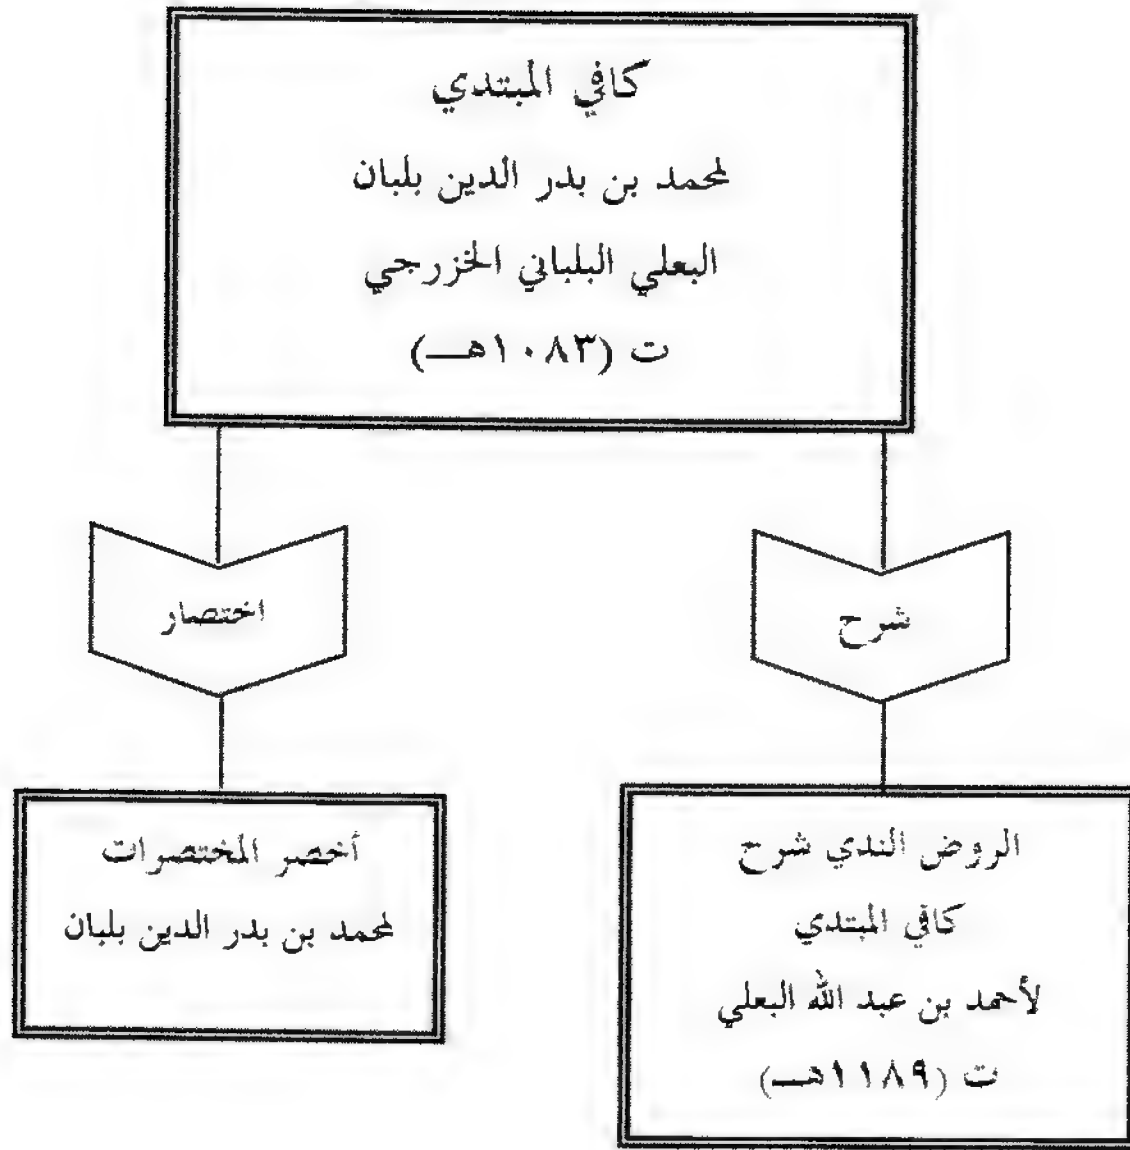 كافي المبتدي
لمحمد بن بدر الدين بلبان
البعلي البلباني الخزرجي
ت (١٠٨٣هـ)
شرح
اختصار
الروض الندي شرح
كافي المبتدي
لأحمد بن عبد الله البعلي
ت (١١٨٩هـ)
أخصر المختصرات
لمحمد بن بدر الدين بلبان